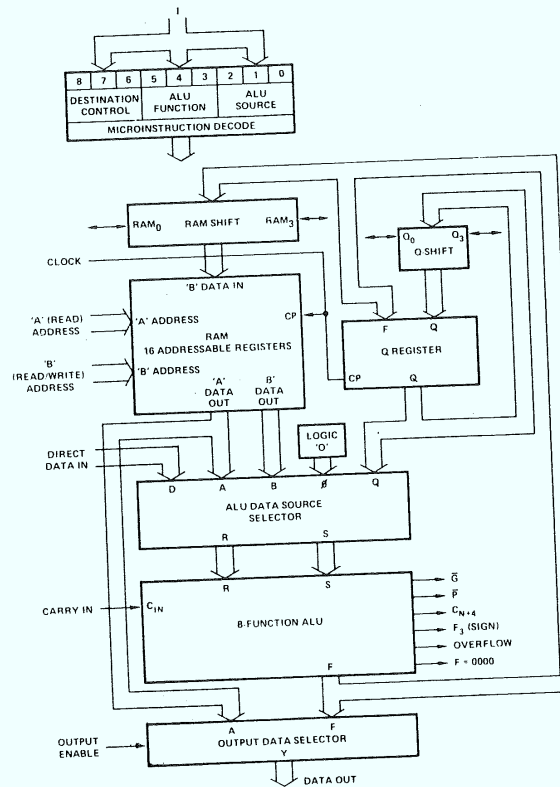 I
8 7 6 5 4 3 2 1 0
DESTINATION CONTROL
ALU FUNCTION
ALU SOURCE
MICROINSTRUCTION DECODE
RAM0 RAM SHIFT RAM3
Q0 Q3
Q SHIFT
CLOCK
'B' DATA IN
'A' (READ) ADDRESS
'A' ADDRESS
CP
RAM
16 ADDRESSABLE REGISTERS
'B' (READ/WRITE) ADDRESS
'B' ADDRESS
'A' DATA OUT
'B' DATA OUT
F Q
Q REGISTER
CP Q
LOGIC '0'
DIRECT DATA IN
D A B Ø Q
ALU DATA SOURCE SELECTOR
R S
R S
CARRY IN
CIN
8-FUNCTION ALU
F
G̅
P̅
CN+4
F3 (SIGN)
OVERFLOW
F = 0000
A F
OUTPUT ENABLE
OUTPUT DATA SELECTOR
Y
DATA OUT